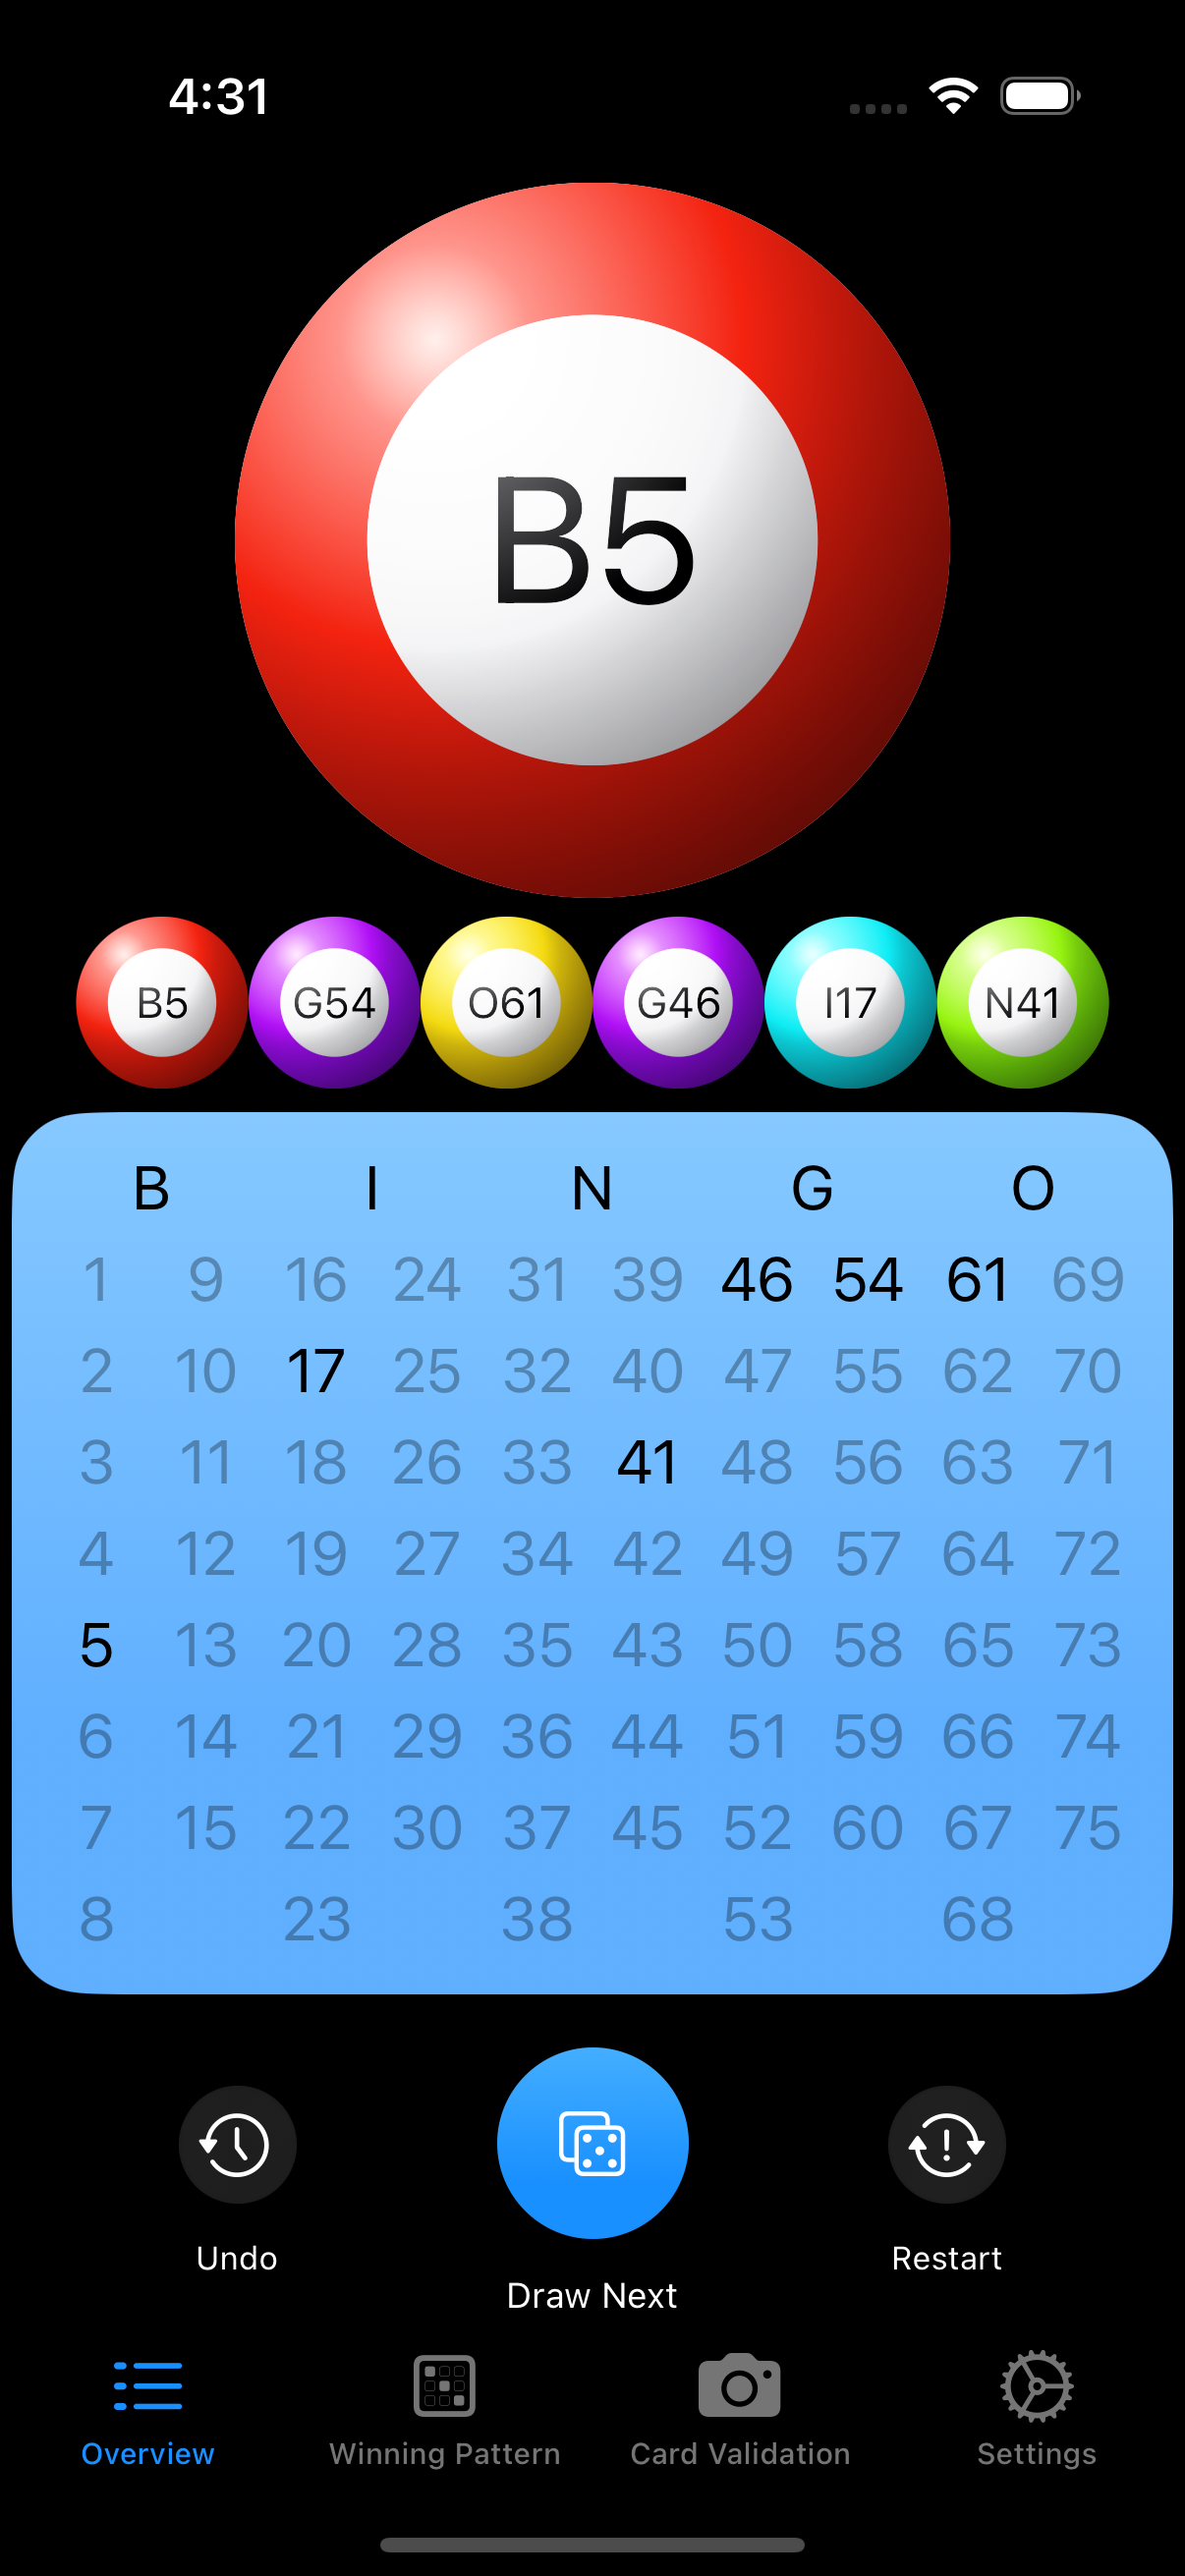 4:31
B5
B5 G54 O61 G46 I17 N41
B I N G O
1 9 16 24 31 39 46 54 61 69
2 10 17 25 32 40 47 55 62 70
3 11 18 26 33 41 48 56 63 71
4 12 19 27 34 42 49 57 64 72
5 13 20 28 35 43 50 58 65 73
6 14 21 29 36 44 51 59 66 74
7 15 22 30 37 45 52 60 67 75
8 23 38 53 68
Undo
Draw Next
Restart
Overview
Winning Pattern
Card Validation
Settings